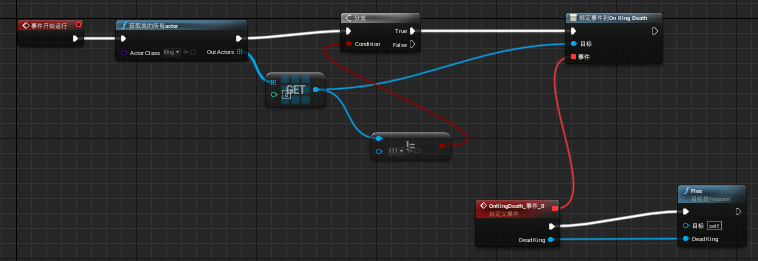 事件开始运行
获取类的所有actor
Actor Class
King
Out Actors
分支
Condition
True
False
绑定事件到On King Death
目标
事件
GET
0
!=
OnKingDeath_事件_0
自定义事件
Dead King
Flee
目标是Peasant
目标
self
Dead King